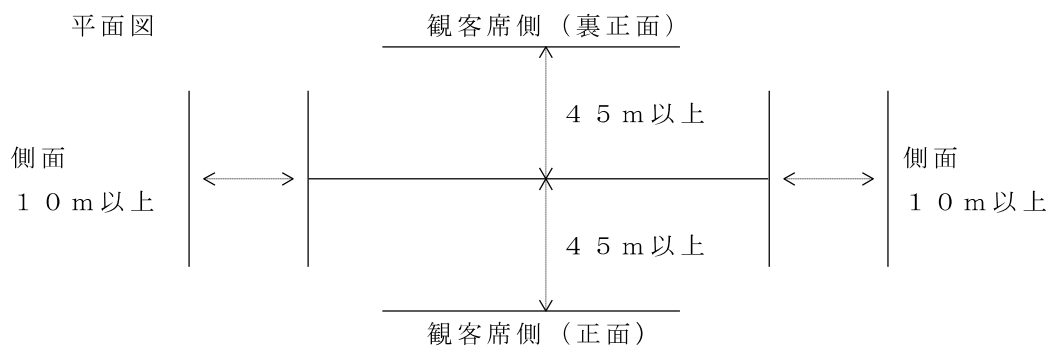 平面図
観客席側（裏正面）
４５ｍ以上
側面
１０ｍ以上
側面
１０ｍ以上
４５ｍ以上
観客席側（正面）